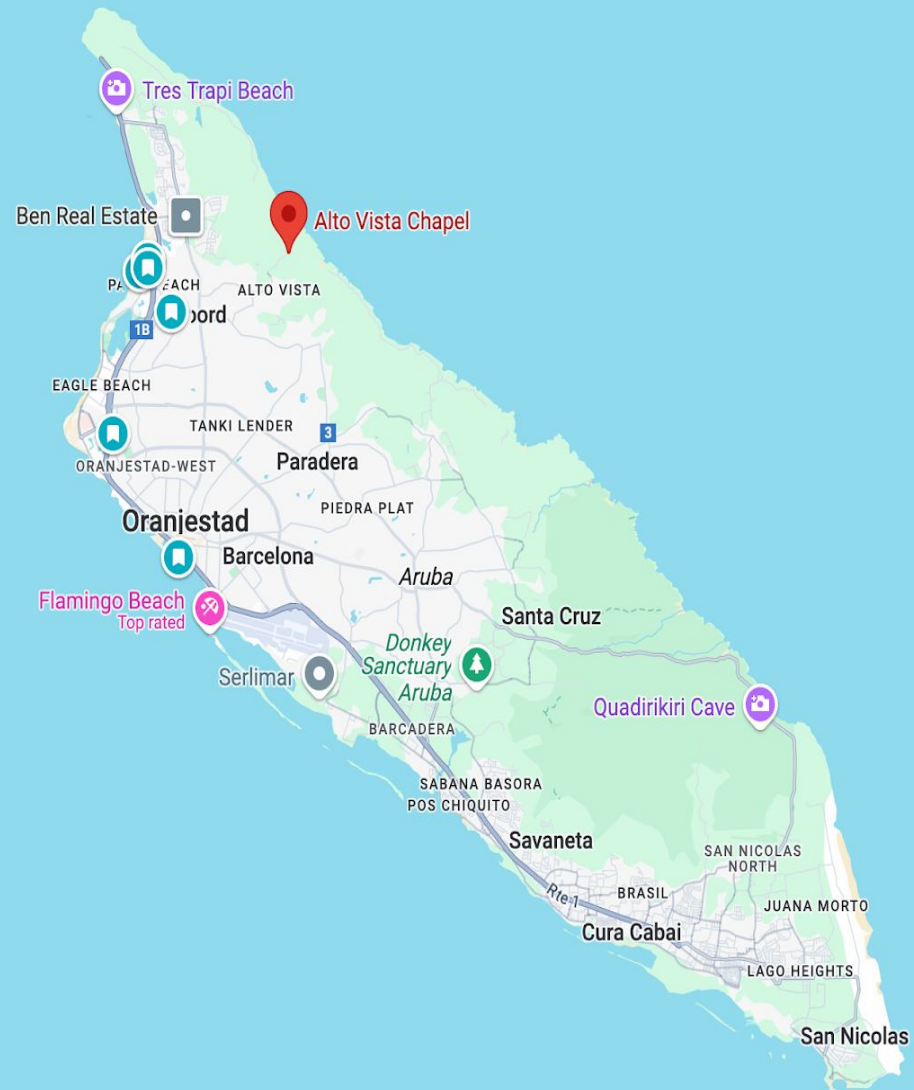 Tres Trapi Beach
Ben Real Estate
Alto Vista Chapel
ALTO VISTA
1B
EAGLE BEACH
TANKI LENDER
3
ORANJESTAD-WEST
Paradera
PIEDRA PLAT
Oranjestad
Barcelona
Aruba
Flamingo Beach
Top rated
Santa Cruz
Donkey
Sanctuary
Aruba
Serlimar
Quadirikiri Cave
BARCADERA
SABANA BASORA
POS CHIQUITO
Savaneta
SAN NICOLAS
NORTH
BRASIL
Rte 1
JUANA MORTO
Cura Cabai
LAGO HEIGHTS
San Nicolas